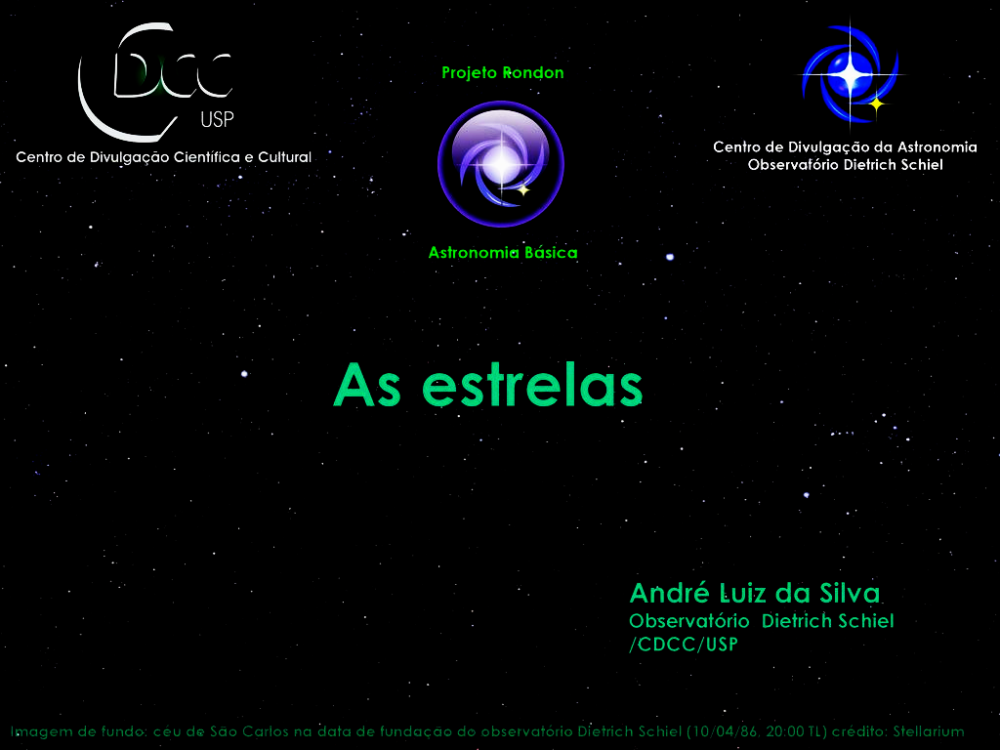 DCC
USP
Centro de Divulgação Científica e Cultural
Projeto Rondon
Astronomia Básica
Centro de Divulgação da Astronomia
Observatório Dietrich Schiel
As estrelas
André Luiz da Silva
Observatório Dietrich Schiel
/CDCC/USP
Imagem de fundo: céu de São Carlos na data de fundação do observatório Dietrich Schiel (10/04/86, 20:00 TL) crédito: Stellarium